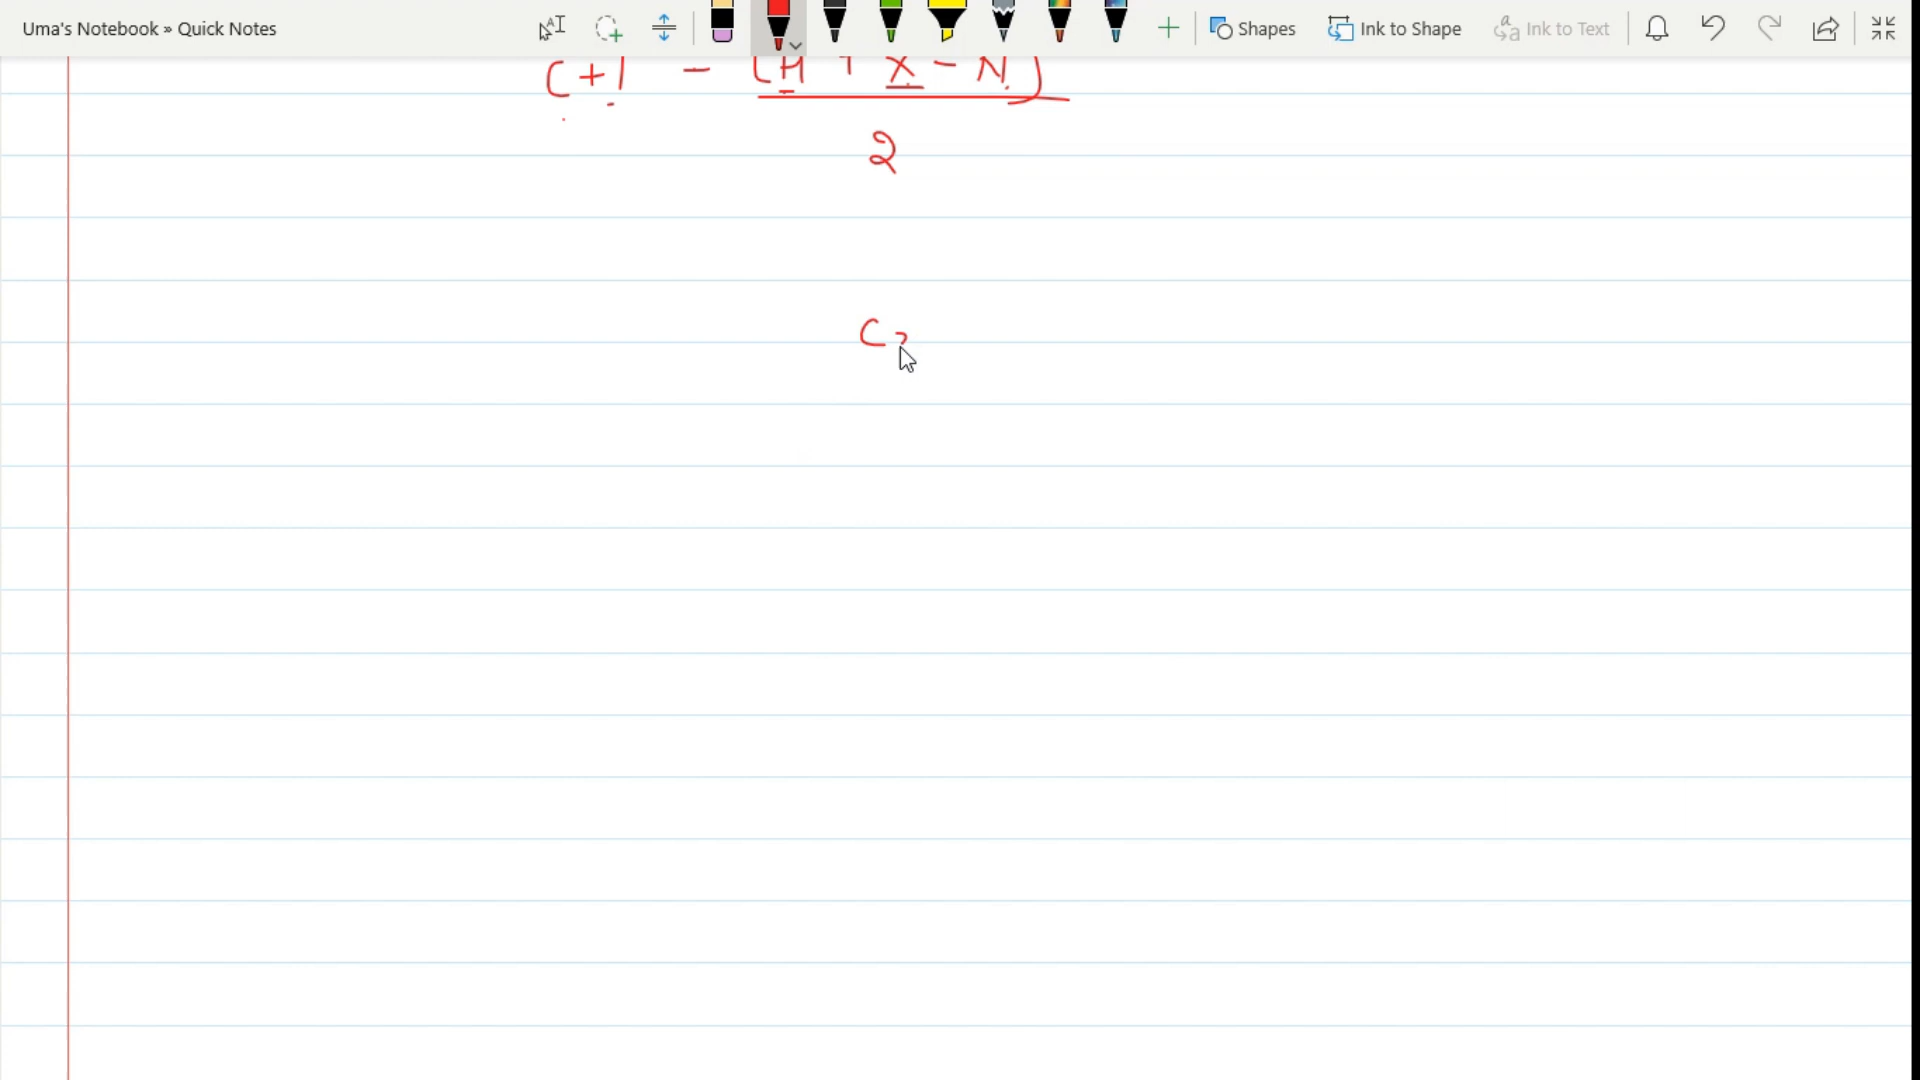 Uma's Notebook » Quick Notes Shapes Ink to Shape Ink to Text
C + 1 - (H + X - N)
2
C